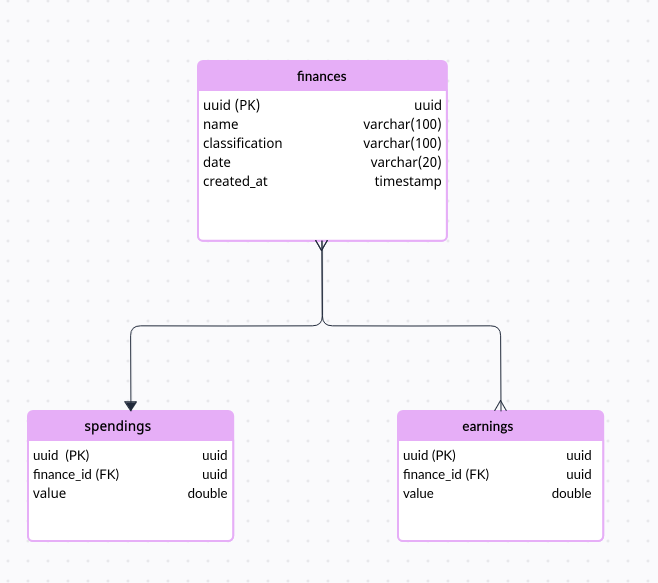 finances
uuid (PK) uuid
name varchar(100)
classification varchar(100)
date varchar(20)
created_at timestamp
spendings
uuid (PK) uuid
finance_id (FK) uuid
value double
earnings
uuid (PK) uuid
finance_id (FK) uuid
value double